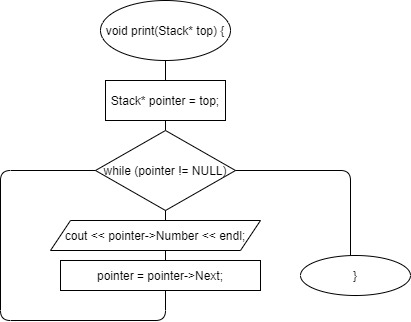 void print(Stack* top) {
Stack* pointer = top;
while (pointer != NULL)
cout << pointer->Number << endl;
pointer = pointer->Next;
}